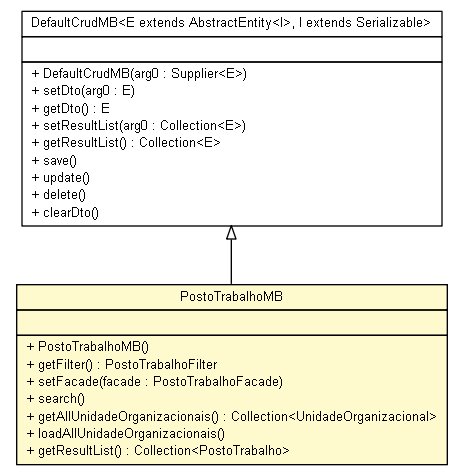 DefaultCrudMB<E extends AbstractEntity<I>, I extends Serializable>
+ DefaultCrudMB(arg0 : Supplier<E>)
+ setDto(arg0 : E)
+ getDto() : E
+ setResultList(arg0 : Collection<E>)
+ getResultList() : Collection<E>
+ save()
+ update()
+ delete()
+ clearDto()
PostoTrabalhoMB
+ PostoTrabalhoMB()
+ getFilter() : PostoTrabalhoFilter
+ setFacade(facade : PostoTrabalhoFacade)
+ search()
+ getAllUnidadeOrganizacionais() : Collection<UnidadeOrganizacional>
+ loadAllUnidadeOrganizacionais()
+ getResultList() : Collection<PostoTrabalho>